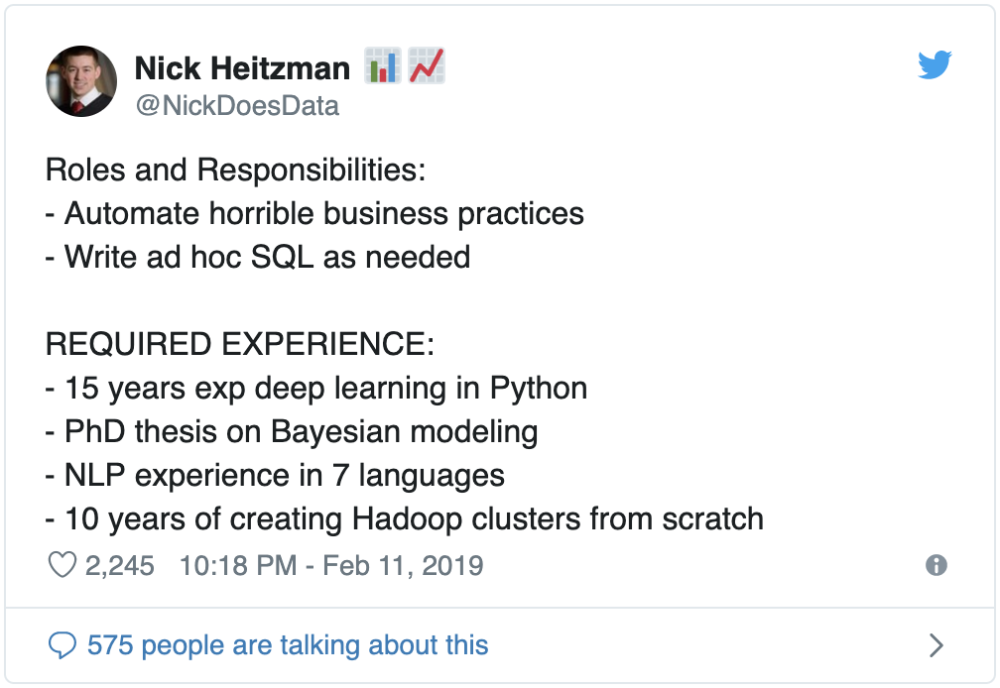 Nick Heitzman 📊 📈
@NickDoesData
Roles and Responsibilities:
- Automate horrible business practices
- Write ad hoc SQL as needed
REQUIRED EXPERIENCE:
- 15 years exp deep learning in Python
- PhD thesis on Bayesian modeling
- NLP experience in 7 languages
- 10 years of creating Hadoop clusters from scratch
2,245 10:18 PM - Feb 11, 2019
575 people are talking about this